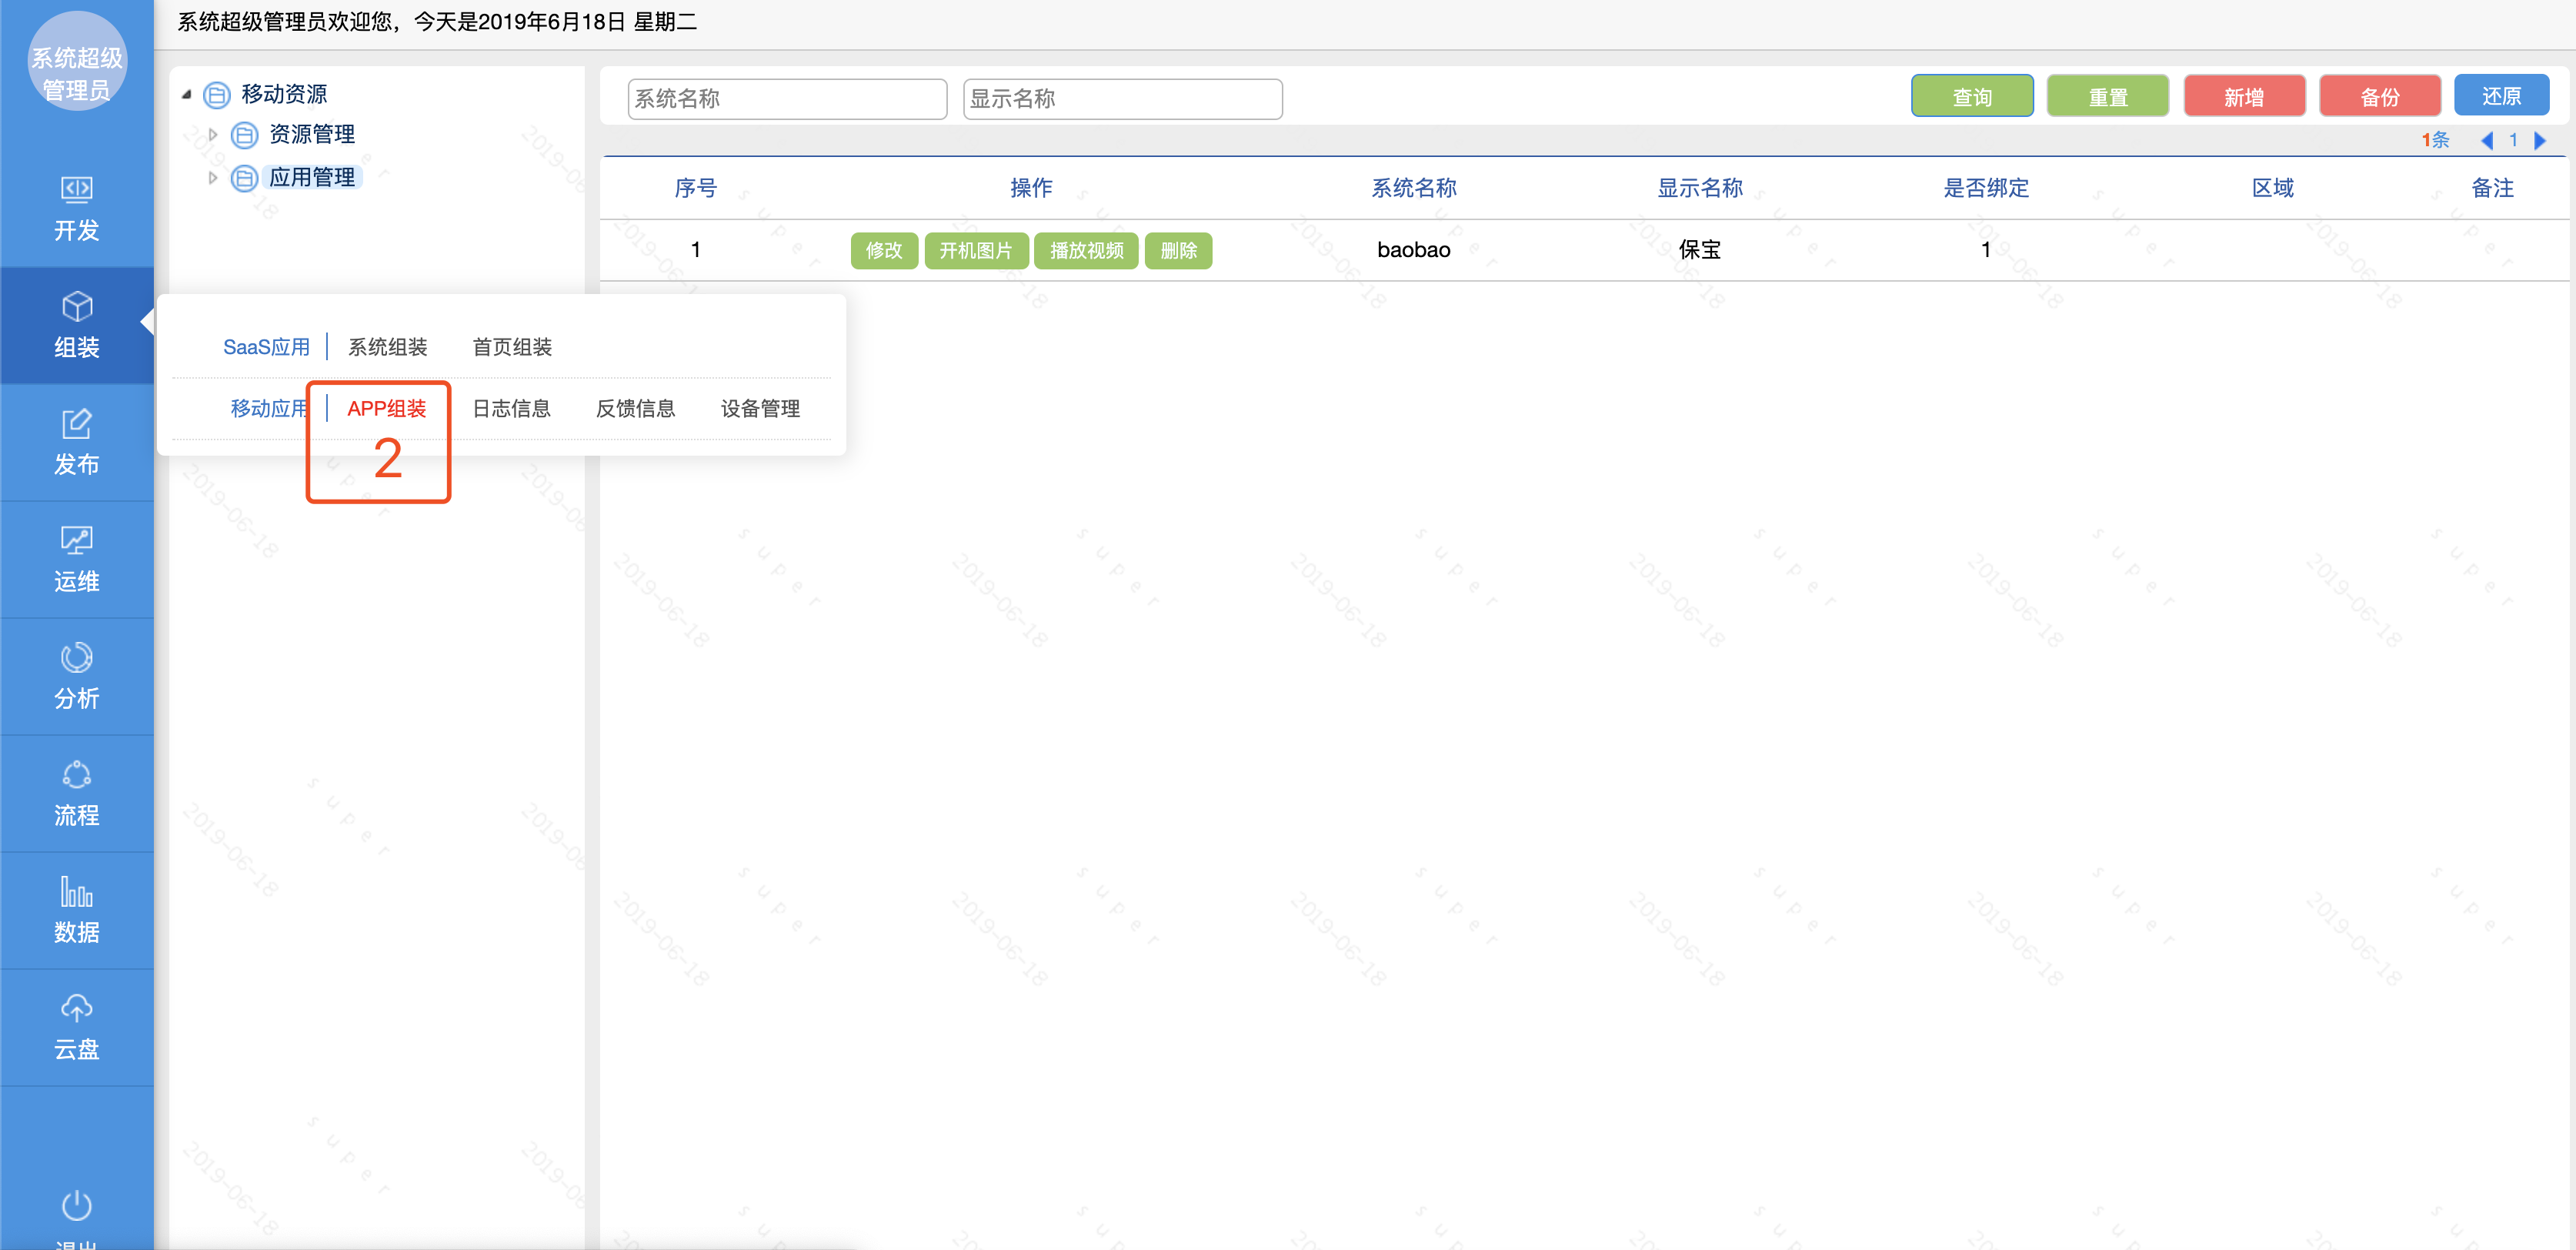 系统超级管理员欢迎您，今天是2019年6月18日 星期二
系统超级
管理员
开发
组装
发布
运维
分析
流程
数据
云盘
退出
移动资源
资源管理
应用管理
系统名称 显示名称 查询 重置 新增 备份 还原
1条 1
序号 操作 系统名称 显示名称 是否绑定 区域 备注
1 修改 开机图片 播放视频 删除 baobao 保宝 1
SaaS应用 系统组装 首页组装
移动应用 APP组装 日志信息 反馈信息 设备管理
2
super
2019-06-18